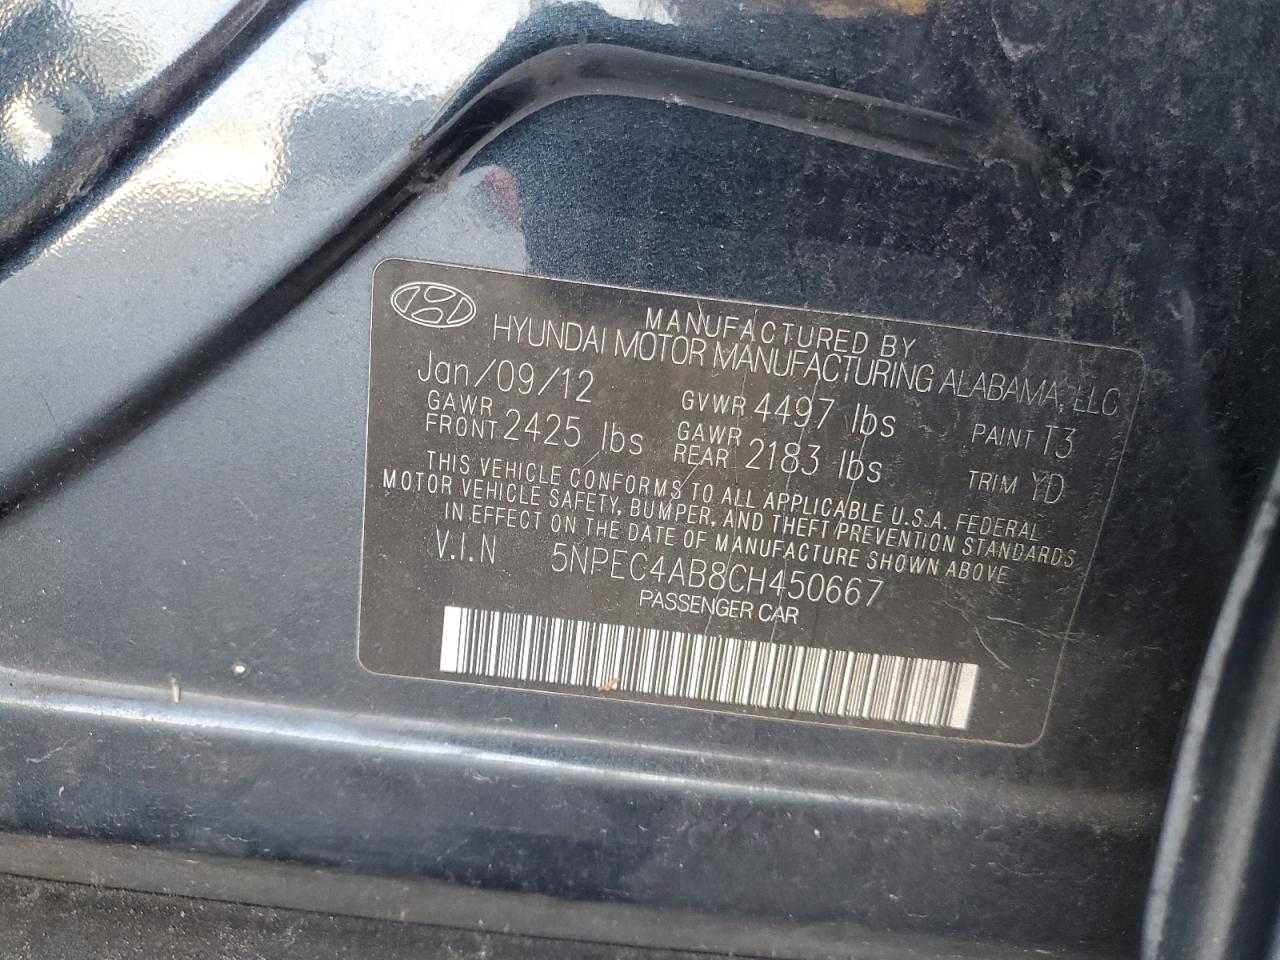 MANUFACTURED BY
HYUNDAI MOTOR MANUFACTURING ALABAMA, LLC
Jan/09/12 GVWR 4497 lbs PAINT T3
GAWR FRONT 2425 lbs GAWR REAR 2183 lbs TRIM YD
THIS VEHICLE CONFORMS TO ALL APPLICABLE U.S.A. FEDERAL
MOTOR VEHICLE SAFETY, BUMPER, AND THEFT PREVENTION STANDARDS
IN EFFECT ON THE DATE OF MANUFACTURE SHOWN ABOVE
V.I.N 5NPEC4AB8CH450667
PASSENGER CAR